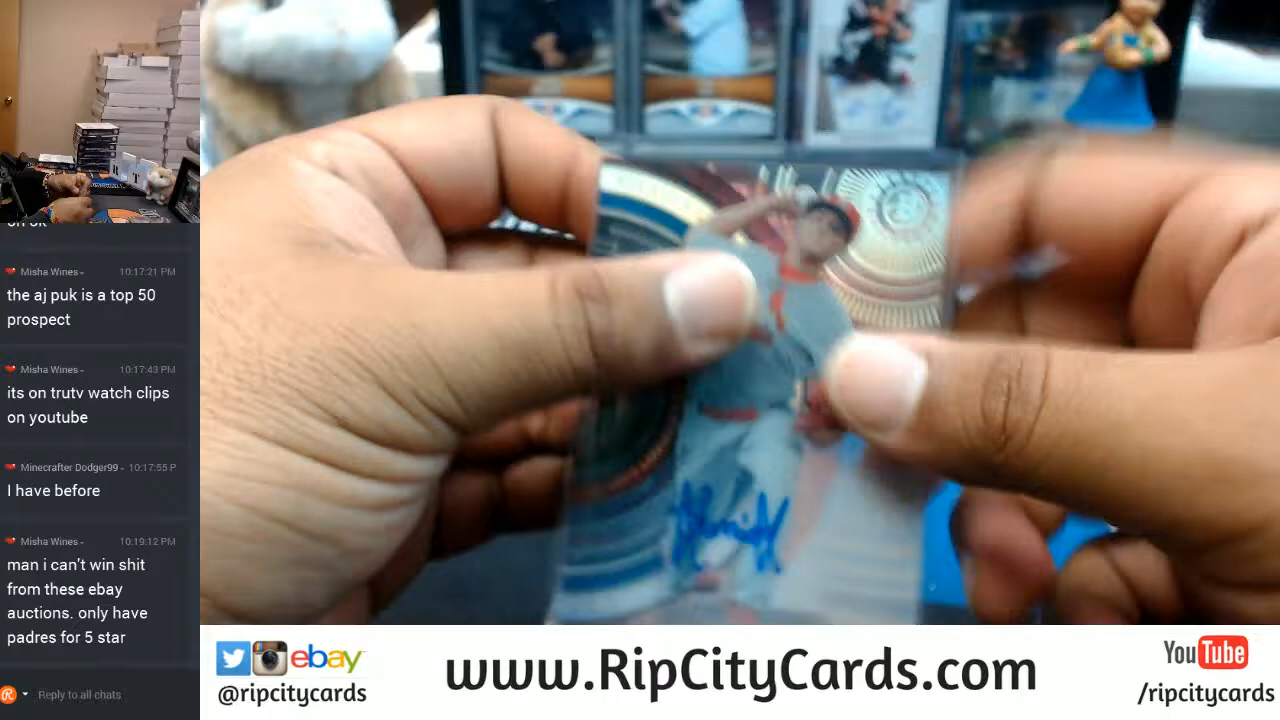 on ok
Misha Wines - 10:17:21 PM
the aj puk is a top 50
prospect
Misha Wines - 10:17:43 PM
its on trutv watch clips
on youtube
Minecrafter Dodger99 - 10:17:55 P
I have before
Misha Wines - 10:19:12 PM
man i can't win shit
from these ebay
auctions. only have
padres for 5 star
Reply to all chats
ebay
@ripcitycards
www.RipCityCards.com
YouTube
/ripcitycards